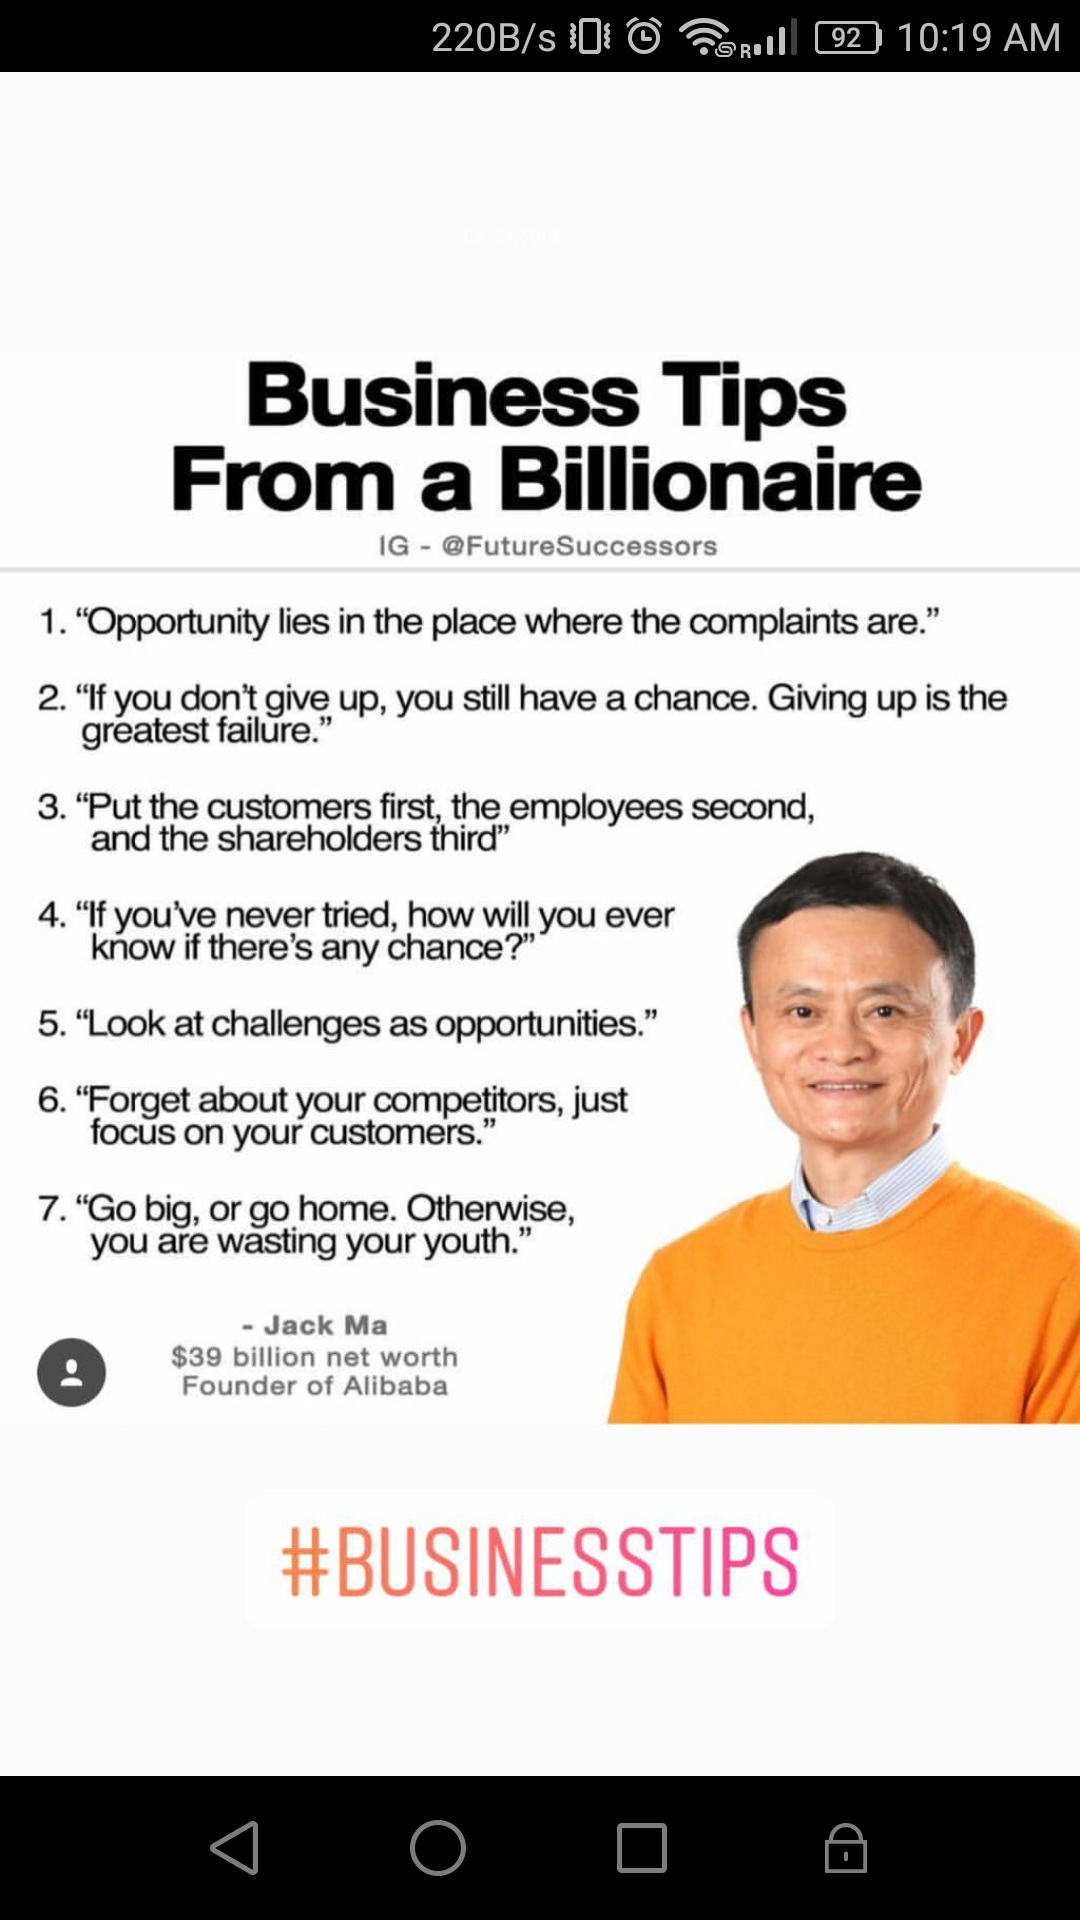 220B/s R 92 10:19 AM
Business Tips
From a Billionaire
IG - @FutureSuccessors
1. “Opportunity lies in the place where the complaints are.”
2. “If you don’t give up, you still have a chance. Giving up is the
greatest failure.”
3. “Put the customers first, the employees second,
and the shareholders third”
4. “If you’ve never tried, how will you ever
know if there’s any chance?”
5. “Look at challenges as opportunities.”
6. “Forget about your competitors, just
focus on your customers.”
7. “Go big, or go home. Otherwise,
you are wasting your youth.”
- Jack Ma
$39 billion net worth
Founder of Alibaba
#BUSINESSTIPS